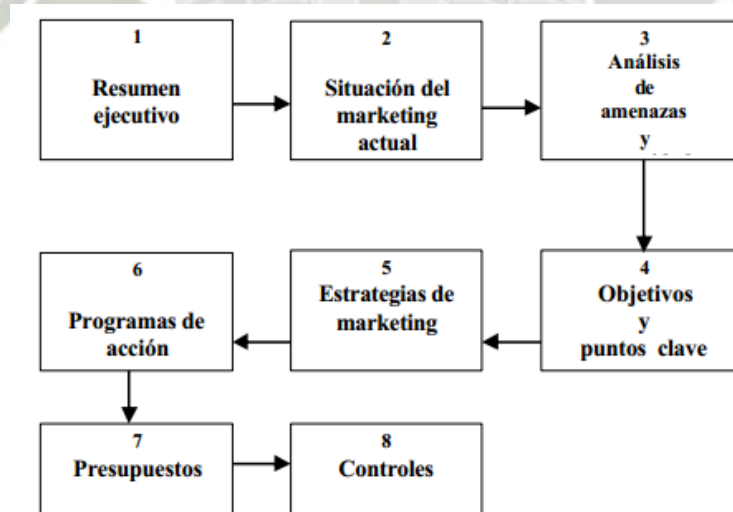 1
Resumen
ejecutivo
2
Situación del
marketing
actual
3
Análisis
de
amenazas
y
4
Objetivos
y
puntos clave
5
Estrategias de
marketing
6
Programas de
acción
7
Presupuestos
8
Controles